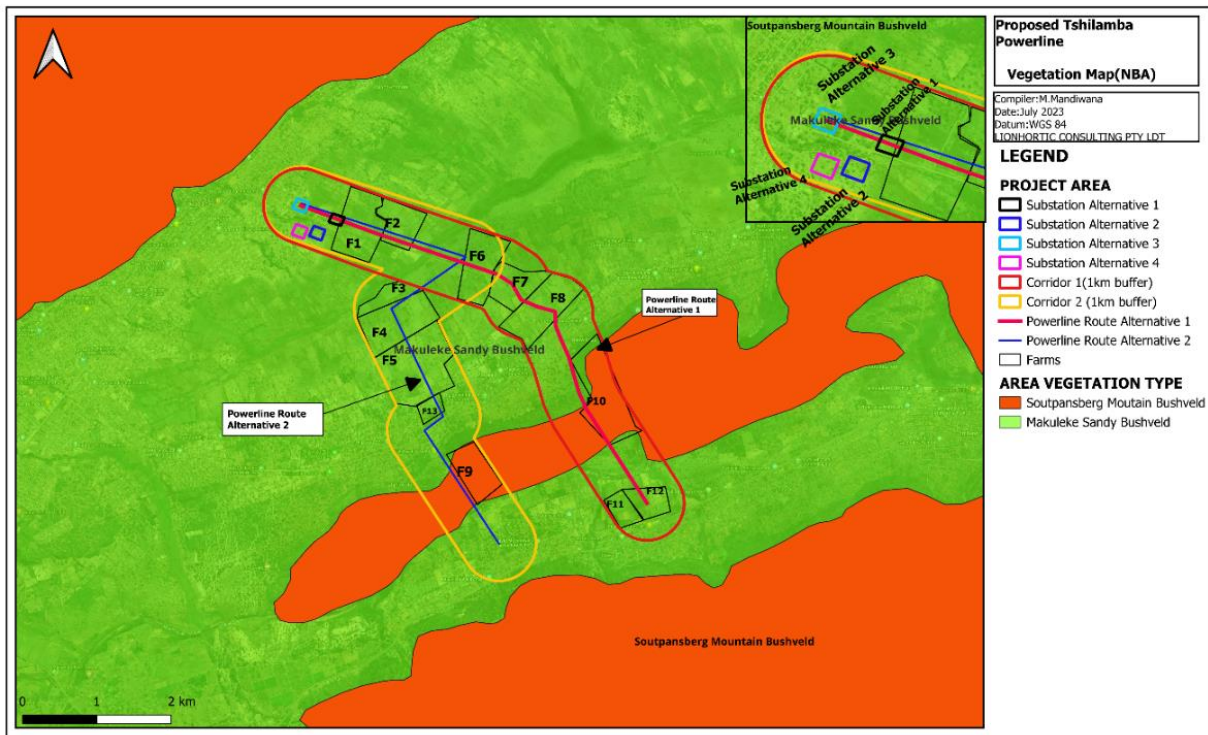 Proposed Tshilamba
Powerline
Vegetation Map(NBA)
Compiler:M.Mandiwana
Date:July 2023
Datum:WGS 84
LIONHORTIC CONSULTING PTY LDT
LEGEND
PROJECT AREA
Substation Alternative 1
Substation Alternative 2
Substation Alternative 3
Substation Alternative 4
Corridor 1(1km buffer)
Corridor 2 (1km buffer)
Powerline Route Alternative 1
Powerline Route Alternative 2
Farms
AREA VEGETATION TYPE
Soutpansberg Moutain Bushveld
Makuleke Sandy Bushveld
Soutpansberg Mountain Bushveld
Substation
Alternative 3
Substation
Alternative 1
Makuleke Sandy Bushveld
Substation
Alternative 4
Substation
Alternative 2
F1
F2
F6
F7
F8
F3
F4
F5
Makuleke Sandy Bushveld
Powerline Route
Alternative 1
Powerline Route
Alternative 2
F13
F10
F9
F11
F12
Soutpansberg Mountain Bushveld
0 1 2 km